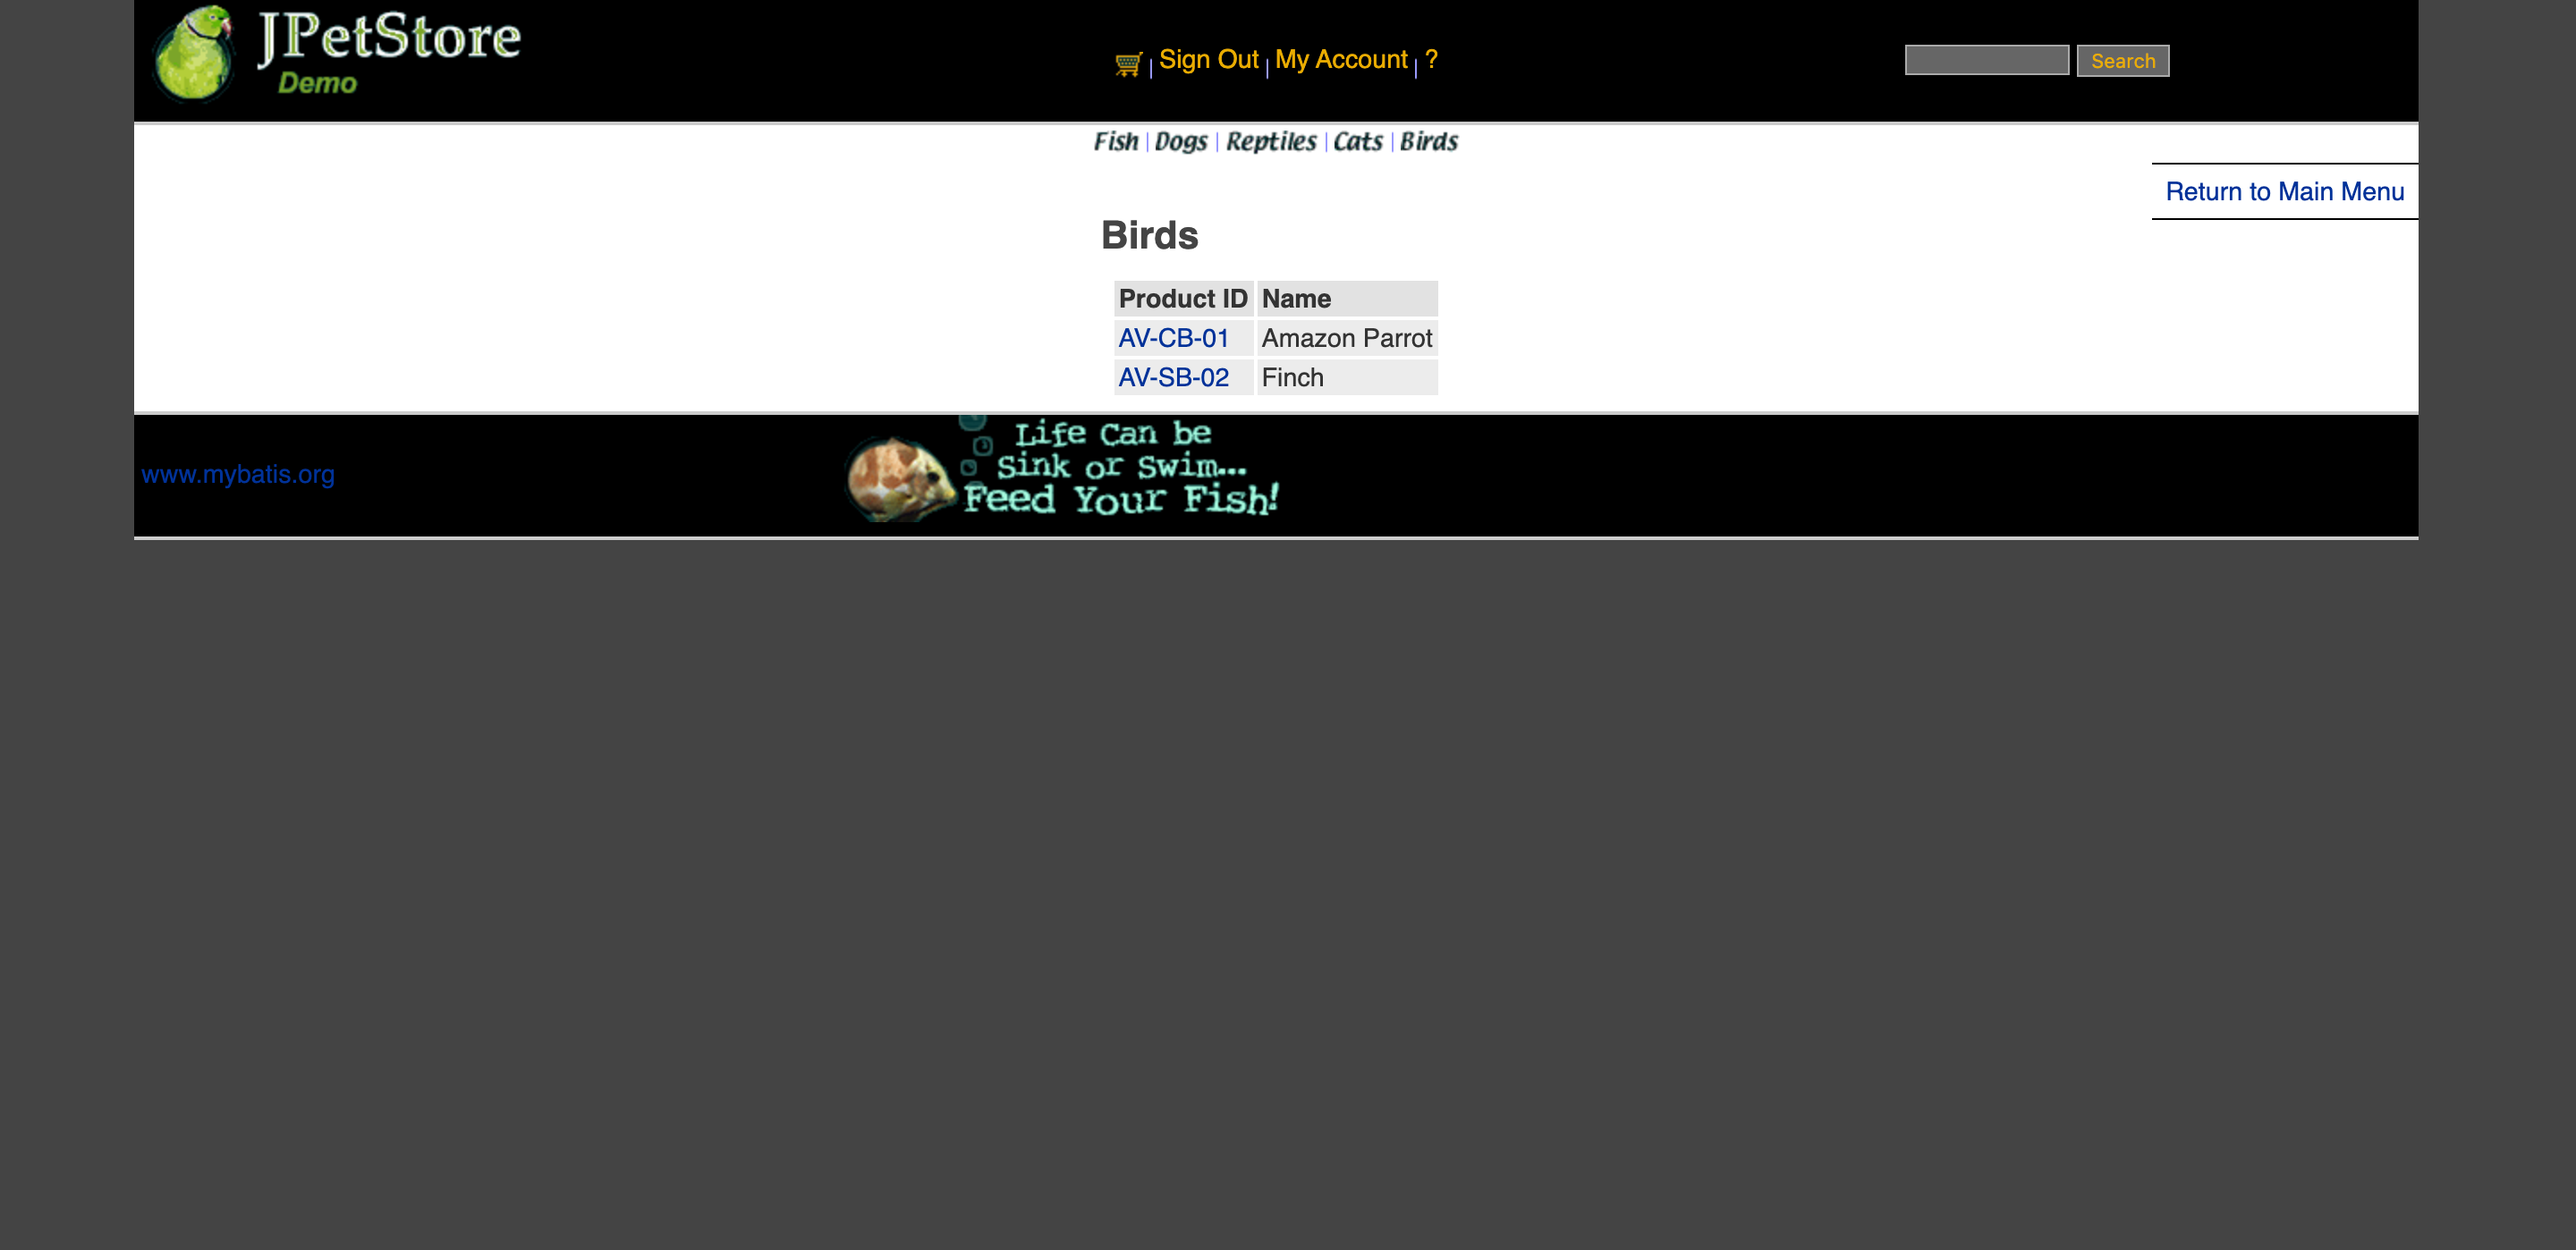 JPetStore
Demo
Sign Out | My Account | ?
Search
Fish | Dogs | Reptiles | Cats | Birds
Return to Main Menu
Birds
Product ID Name
AV-CB-01 Amazon Parrot
AV-SB-02 Finch
www.mybatis.org
Life Can be
Sink or Swim...
Feed Your Fish!